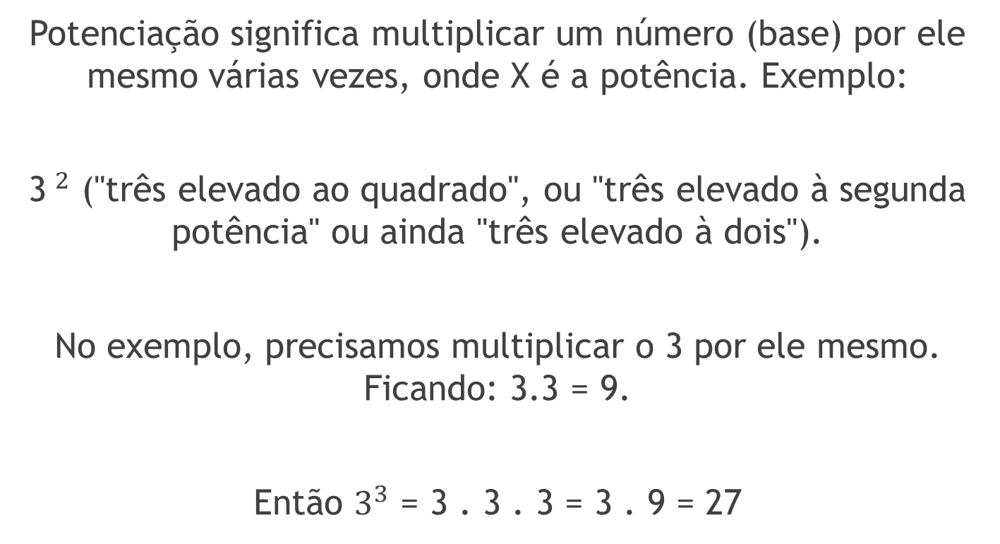 Potenciação significa multiplicar um número (base) por ele
mesmo várias vezes, onde X é a potência. Exemplo:
3 ² ("três elevado ao quadrado", ou "três elevado à segunda
potência" ou ainda "três elevado à dois").
No exemplo, precisamos multiplicar o 3 por ele mesmo.
Ficando: 3.3 = 9.
Então 3³ = 3 . 3 . 3 = 3 . 9 = 27